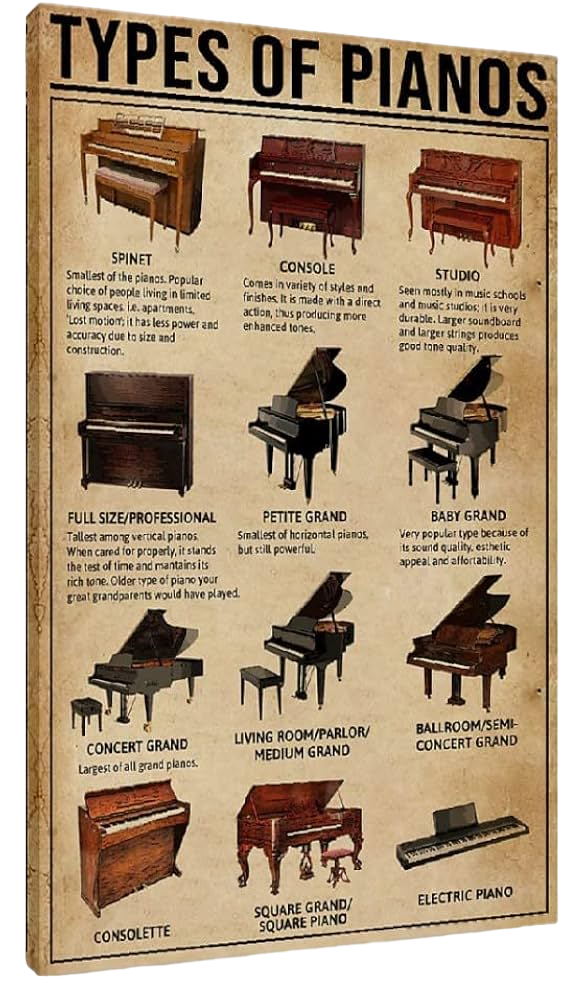 TYPES OF PIANOS
SPINET
Smallest of the pianos. Popular
choice of people living in limited
living spaces. i.e. apartments.
'Lost motion'; it has less power and
accuracy due to size and
construction.
CONSOLE
Comes in variety of styles and
finishes. It is made with a direct
action, thus producing more
enhanced tones.
STUDIO
Seen mostly in music schools
and music studios; it is very
durable. Larger soundboard
and larger strings produces
good tone quality.
FULL SIZE/PROFESSIONAL
Tallest among vertical pianos.
When cared for properly, it stands
the test of time and mantains its
rich tone. Older type of piano your
great grandparents would have played.
PETITE GRAND
Smallest of horizontal pianos,
but still powerful.
BABY GRAND
Very popular type because of
its sound quality, esthetic
appeal and affortability.
CONCERT GRAND
Largest of all grand pianos.
LIVING ROOM/PARLOR/
MEDIUM GRAND
BALLROOM/SEMI-
CONCERT GRAND
CONSOLETTE
SQUARE GRAND/
SQUARE PIANO
ELECTRIC PIANO